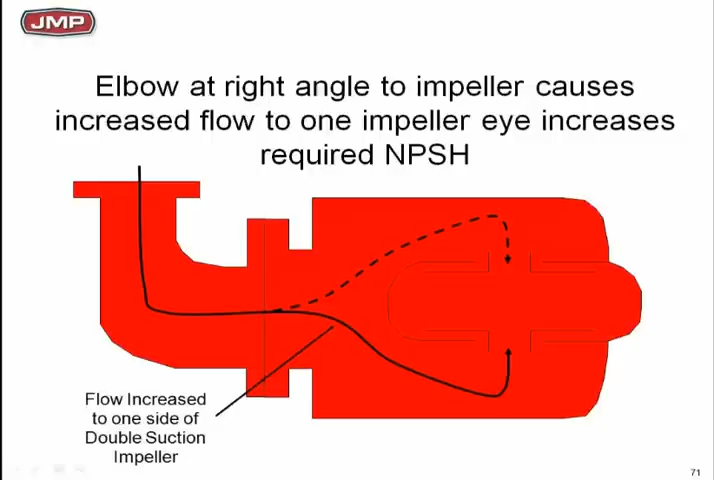 JMP
Elbow at right angle to impeller causes
increased flow to one impeller eye increases
required NPSH
Flow Increased
to one side of
Double Suction
Impeller
71